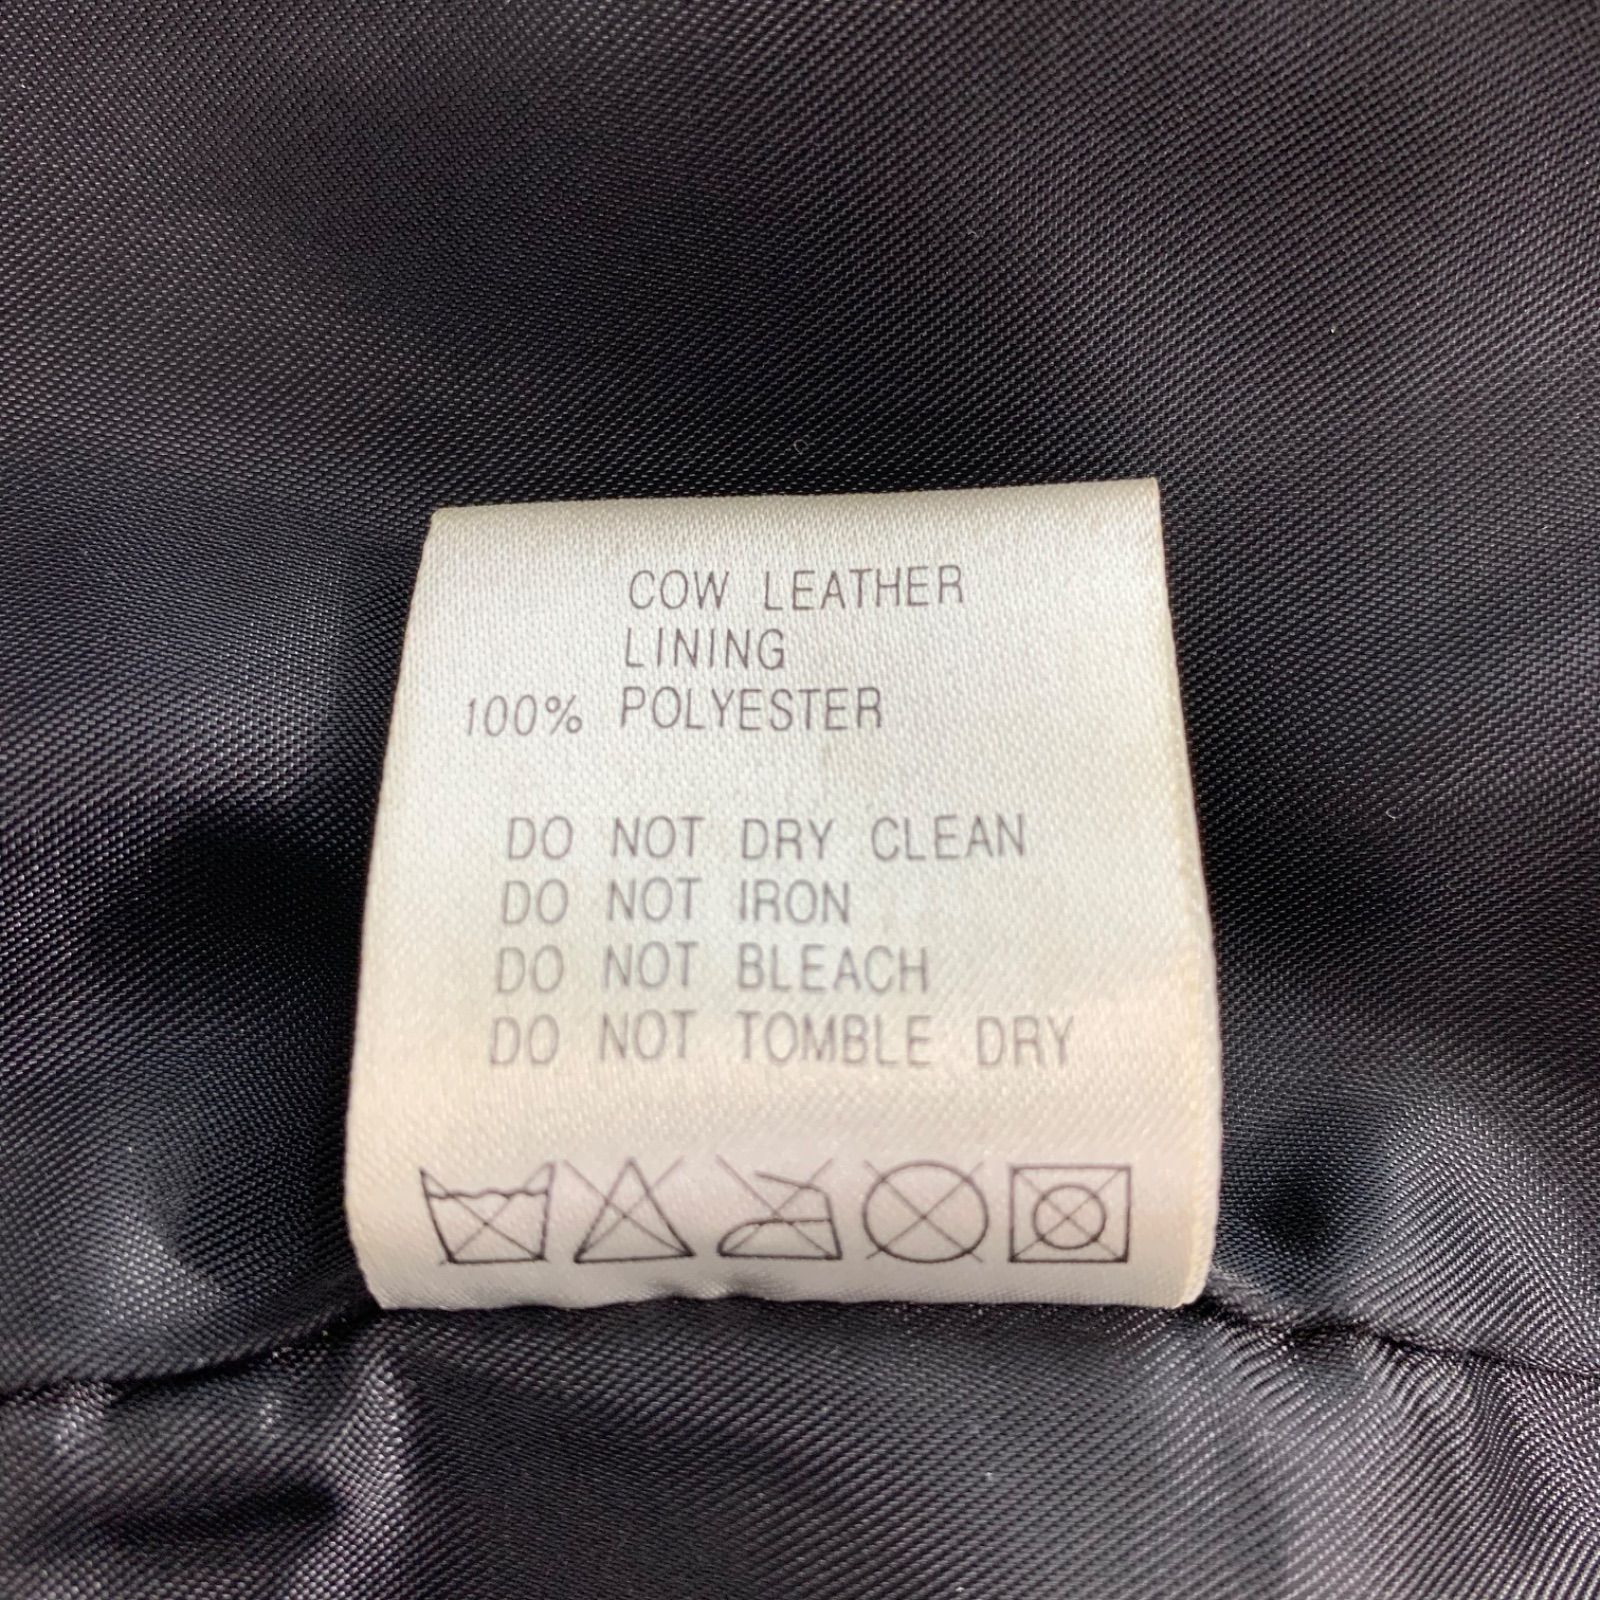 COW LEATHER
LINING
100% POLYESTER
DO NOT DRY CLEAN
DO NOT IRON
DO NOT BLEACH
DO NOT TOMBLE DRY